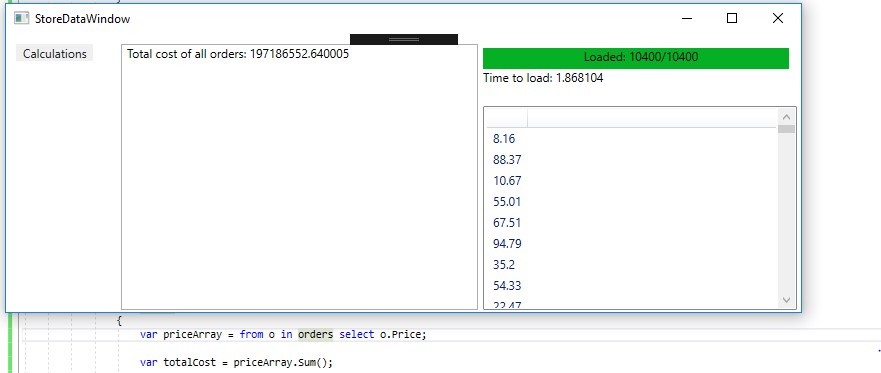 StoreDataWindow
Calculations
Total cost of all orders: 197186552.640005
Loaded: 10400/10400
Time to load: 1.868104
8.16
88.37
10.67
55.01
67.51
94.79
35.2
54.33
22.47
{
var priceArray = from o in orders select o.Price;
var totalCost = priceArray.Sum();